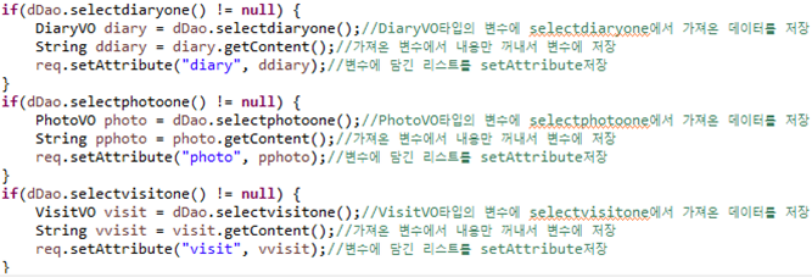 if(dDao.selectdiaryone() != null) {
    DiaryVO diary = dDao.selectdiaryone();//DiaryVO타입의 변수에 selectdiaryone에서 가져온 데이터를 저장
    String ddiary = diary.getContent();//가져온 변수에서 내용만 꺼내서 변수에 저장
    req.setAttribute("diary", ddiary);//변수에 담긴 리스트를 setAttribute저장
}
if(dDao.selectphotoone() != null) {
    PhotoVO photo = dDao.selectphotoone();//PhotoVO타입의 변수에 selectphotoone에서 가져온 데이터를 저장
    String pphoto = photo.getContent();//가져온 변수에서 내용만 꺼내서 변수에 저장
    req.setAttribute("photo", pphoto);//변수에 담긴 리스트를 setAttribute저장
}
if(dDao.selectvisitone() != null) {
    VisitVO visit = dDao.selectvisitone();//VisitVO타입의 변수에 selectvisitone에서 가져온 데이터를 저장
    String vvisit = visit.getContent();//가져온 변수에서 내용만 꺼내서 변수에 저장
    req.setAttribute("visit", vvisit);//변수에 담긴 리스트를 setAttribute저장
}